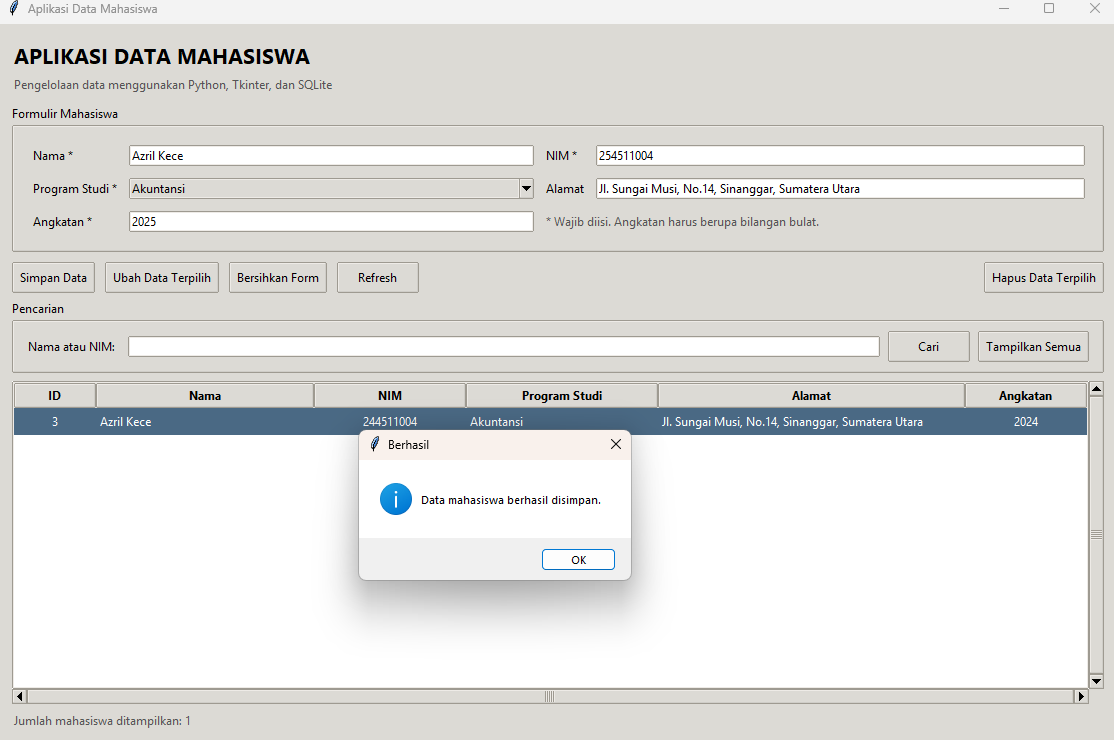 Aplikasi Data Mahasiswa
APLIKASI DATA MAHASISWA
Pengelolaan data menggunakan Python, Tkinter, dan SQLite
Formulir Mahasiswa
Nama * Azril Kece NIM * 254511004
Program Studi * Akuntansi Alamat Jl. Sungai Musi, No.14, Sinanggar, Sumatera Utara
Angkatan * 2025 * Wajib diisi. Angkatan harus berupa bilangan bulat.
Simpan Data Ubah Data Terpilih Bersihkan Form Refresh Hapus Data Terpilih
Pencarian
Nama atau NIM: Cari Tampilkan Semua
ID Nama NIM Program Studi Alamat Angkatan
3 Azril Kece 244511004 Akuntansi Jl. Sungai Musi, No.14, Sinanggar, Sumatera Utara 2024
Berhasil
Data mahasiswa berhasil disimpan.
OK
Jumlah mahasiswa ditampilkan: 1